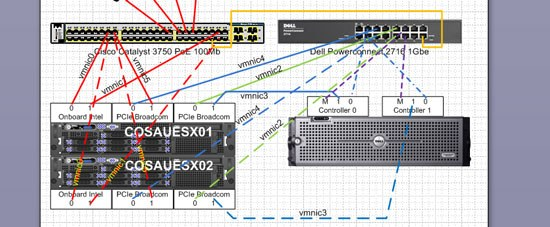 Cisco Catalyst 3750 PoE 100Mb
Dell Powerconnect 2716 1Gbe
DELL
vmnic0
vmnic4
vmnic2
vmnic3
vmnic4
vmnic2
0 1 0 1 0 1
Onboard Intel PCIe Broadcom PCIe Broadcom
M 1 0 M 1 0
Controller 0 Controller 1
COSAUESX01
COSAUESX02
Onboard Intel PCIe Broadcom PCIe Broadcom
0 1 0 1 0 1
vmnic3